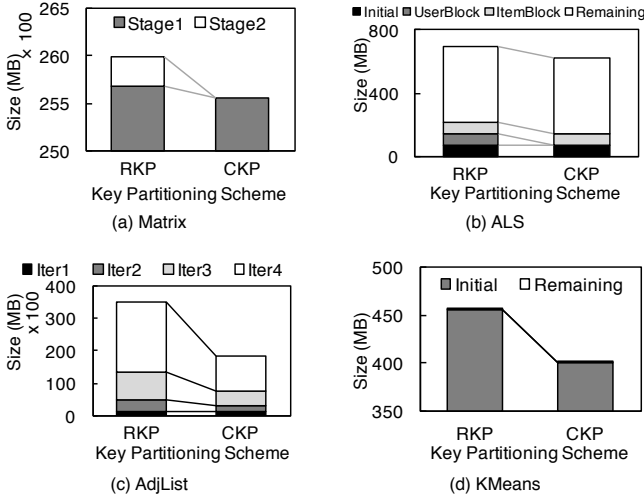 265
260
255
250
Size (MB)
x 100
Stage1 Stage2
RKP CKP
Key Partitioning Scheme
(a) Matrix
Initial UserBlock ItemBlock Remaining
800
400
0
Size (MB)
RKP CKP
Key Partitioning Scheme
(b) ALS
Iter1 Iter2 Iter3 Iter4
400
300
200
100
0
Size (MB)
x 100
RKP CKP
Key Partitioning Scheme
(c) AdjList
500
450
400
350
Size (MB)
Initial Remaining
RKP CKP
Key Partitioning Scheme
(d) KMeans